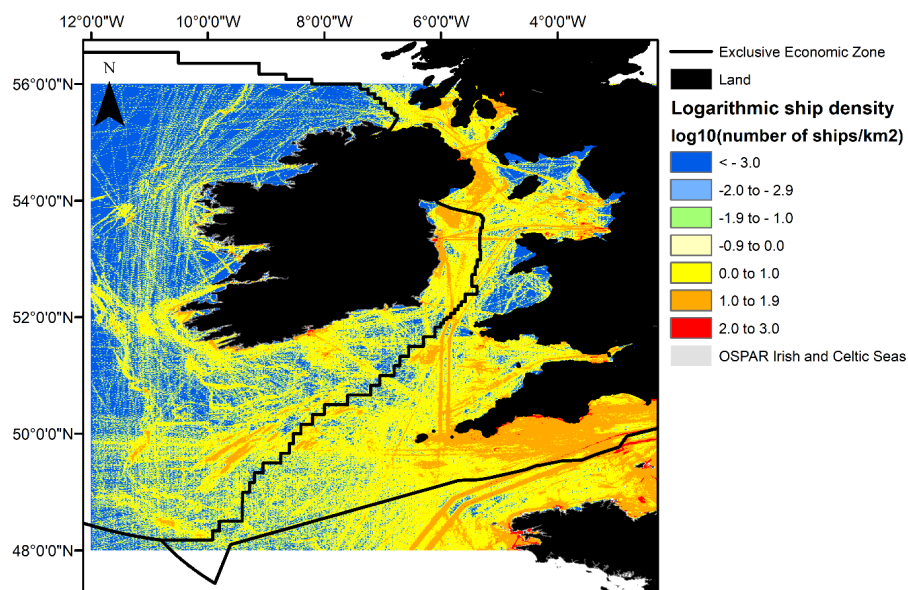 12°0'0"W 10°0'0"W 8°0'0"W 6°0'0"W 4°0'0"W
N
56°0'0"N
54°0'0"N
52°0'0"N
50°0'0"N
48°0'0"N
Exclusive Economic Zone
Land
Logarithmic ship density
log10(number of ships/km2)
< - 3.0
-2.0 to - 2.9
-1.9 to - 1.0
-0.9 to 0.0
0.0 to 1.0
1.0 to 1.9
2.0 to 3.0
OSPAR Irish and Celtic Seas